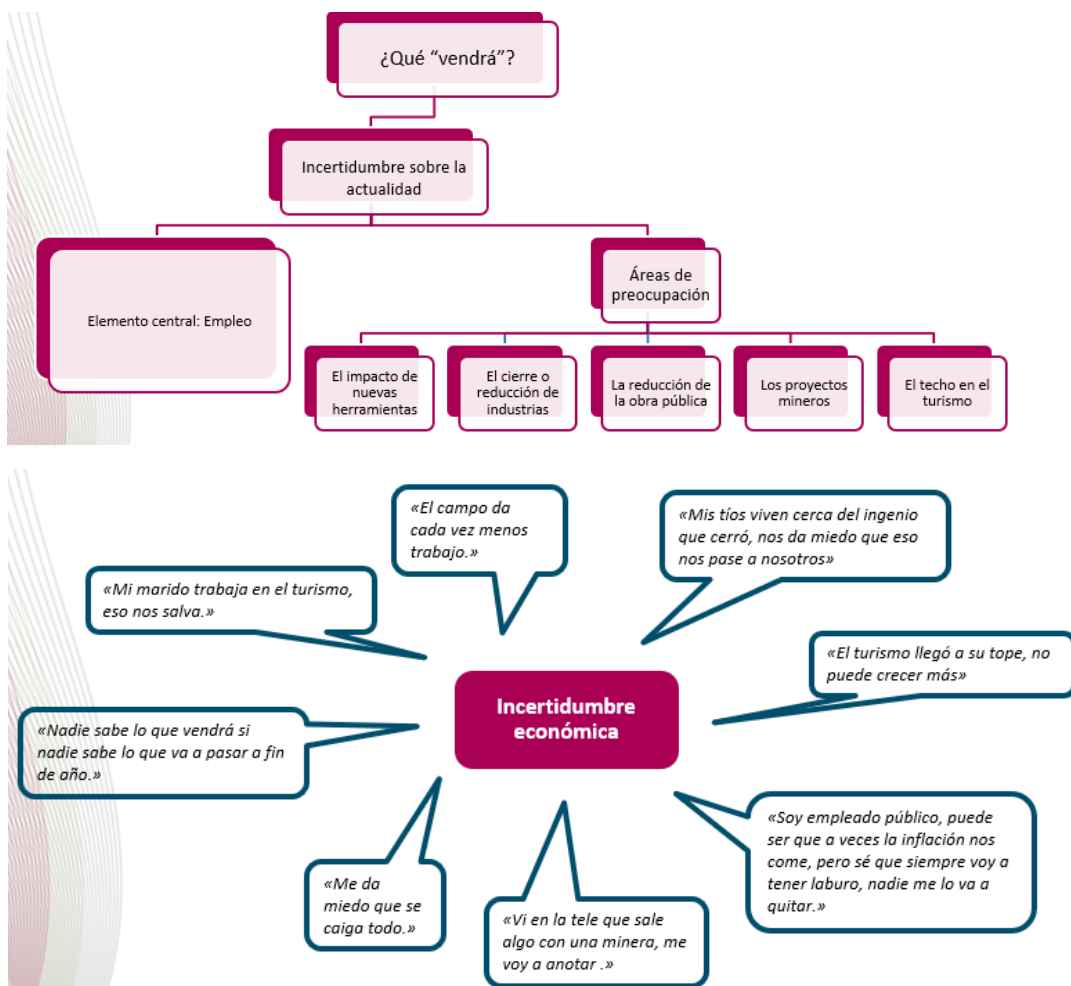 ¿Qué “vendrá”?
Incertidumbre sobre la
actualidad
Elemento central: Empleo
Áreas de
preocupación
El impacto de
nuevas
herramientas
El cierre o
reducción de
industrias
La reducción de
la obra pública
Los proyectos
mineros
El techo en el
turismo
«El campo da
cada vez menos
trabajo.»
«Mis tíos viven cerca del ingenio
que cerró, nos da miedo que eso
nos pase a nosotros»
«Mi marido trabaja en el turismo,
eso nos salva.»
«El turismo llegó a su tope, no
puede crecer más»
Incertidumbre
económica
«Nadie sabe lo que vendrá si
nadie sabe lo que va a pasar a fin
de año.»
«Soy empleado público, puede
ser que a veces la inflación nos
come, pero sé que siempre voy a
tener laburo, nadie me lo va a
quitar.»
«Me da
miedo que se
caiga todo.»
«Vi en la tele que sale
algo con una minera, me
voy a anotar .»